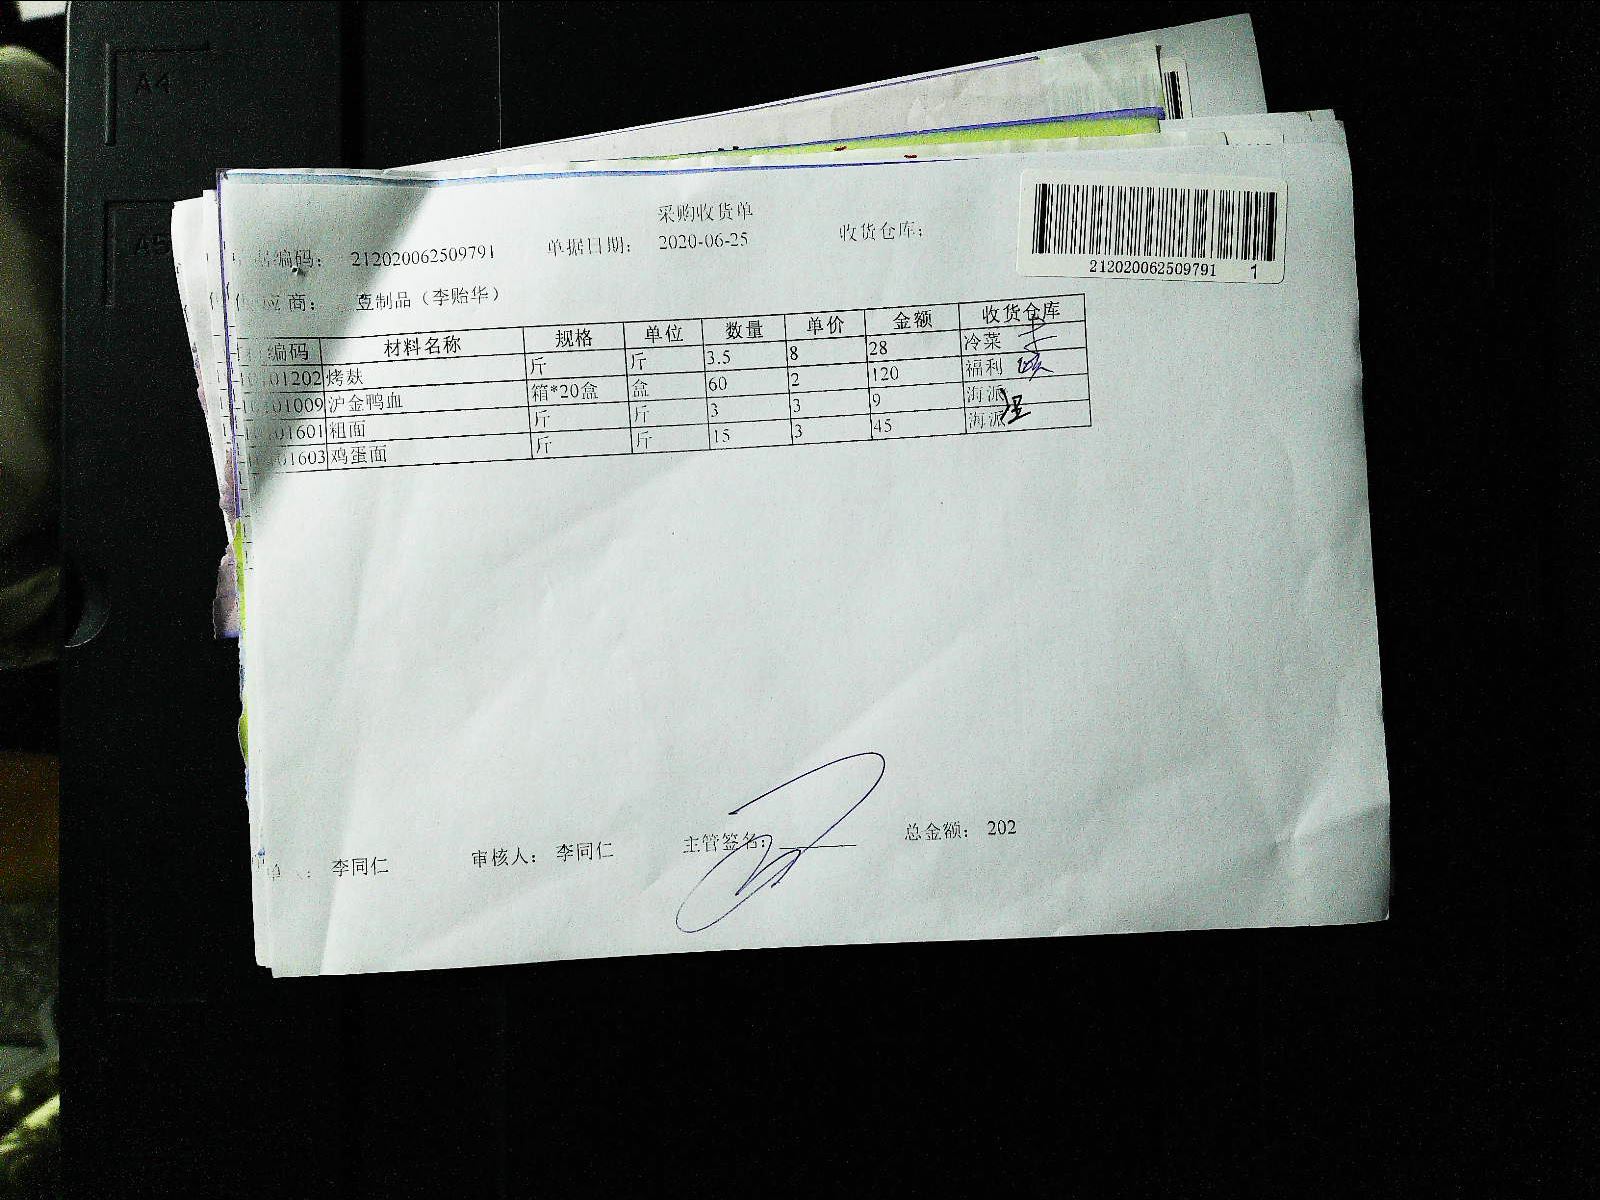 采购收货单
编码： 212020062509791 单据日期： 2020-06-25 收货仓库：
212020062509791 1
应商： 豆制品（李贻华）
编码 材料名称 规格 单位 数量 单价 金额 收货仓库
01202 烤麸 斤 斤 3.5 8 28 冷菜
01009 沪金鸭血 箱*20盒 盒 60 2 120 福利
01601 粗面 斤 斤 3 3 9 海派
01603 鸡蛋面 斤 斤 15 3 45 海派
单 ： 李同仁 审核人： 李同仁 主管签名： 总金额： 202
A4
A5